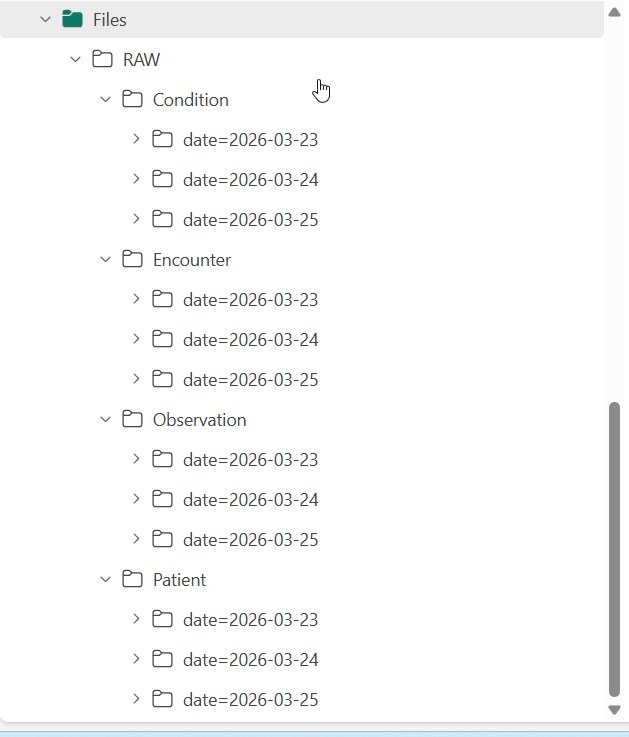 Files
RAW
Condition
date=2026-03-23
date=2026-03-24
date=2026-03-25
Encounter
date=2026-03-23
date=2026-03-24
date=2026-03-25
Observation
date=2026-03-23
date=2026-03-24
date=2026-03-25
Patient
date=2026-03-23
date=2026-03-24
date=2026-03-25